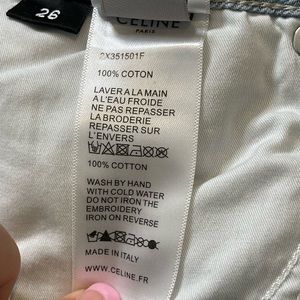 26
CELINE
PARIS
2X351501F
100% COTON
LAVER A LA MAIN
A L'EAU FROIDE
NE PAS REPASSER
LA BRODERIE
REPASSER SUR
L'ENVERS
100% COTTON
WASH BY HAND
WITH COLD WATER
DO NOT IRON THE
EMBROIDERY
IRON ON REVERSE
MADE IN ITALY
WWW.CELINE.FR